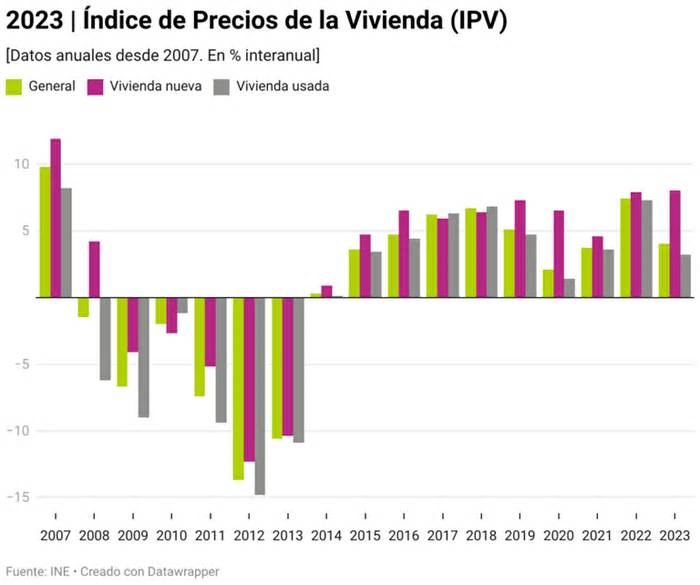 2023 | Índice de Precios de la Vivienda (IPV)
[Datos anuales desde 2007. En % interanual]
General Vivienda nueva Vivienda usada
10
5
0
−5
−10
−15
2007 2008 2009 2010 2011 2012 2013 2014 2015 2016 2017 2018 2019 2020 2021 2022 2023
Fuente: INE • Creado con Datawrapper